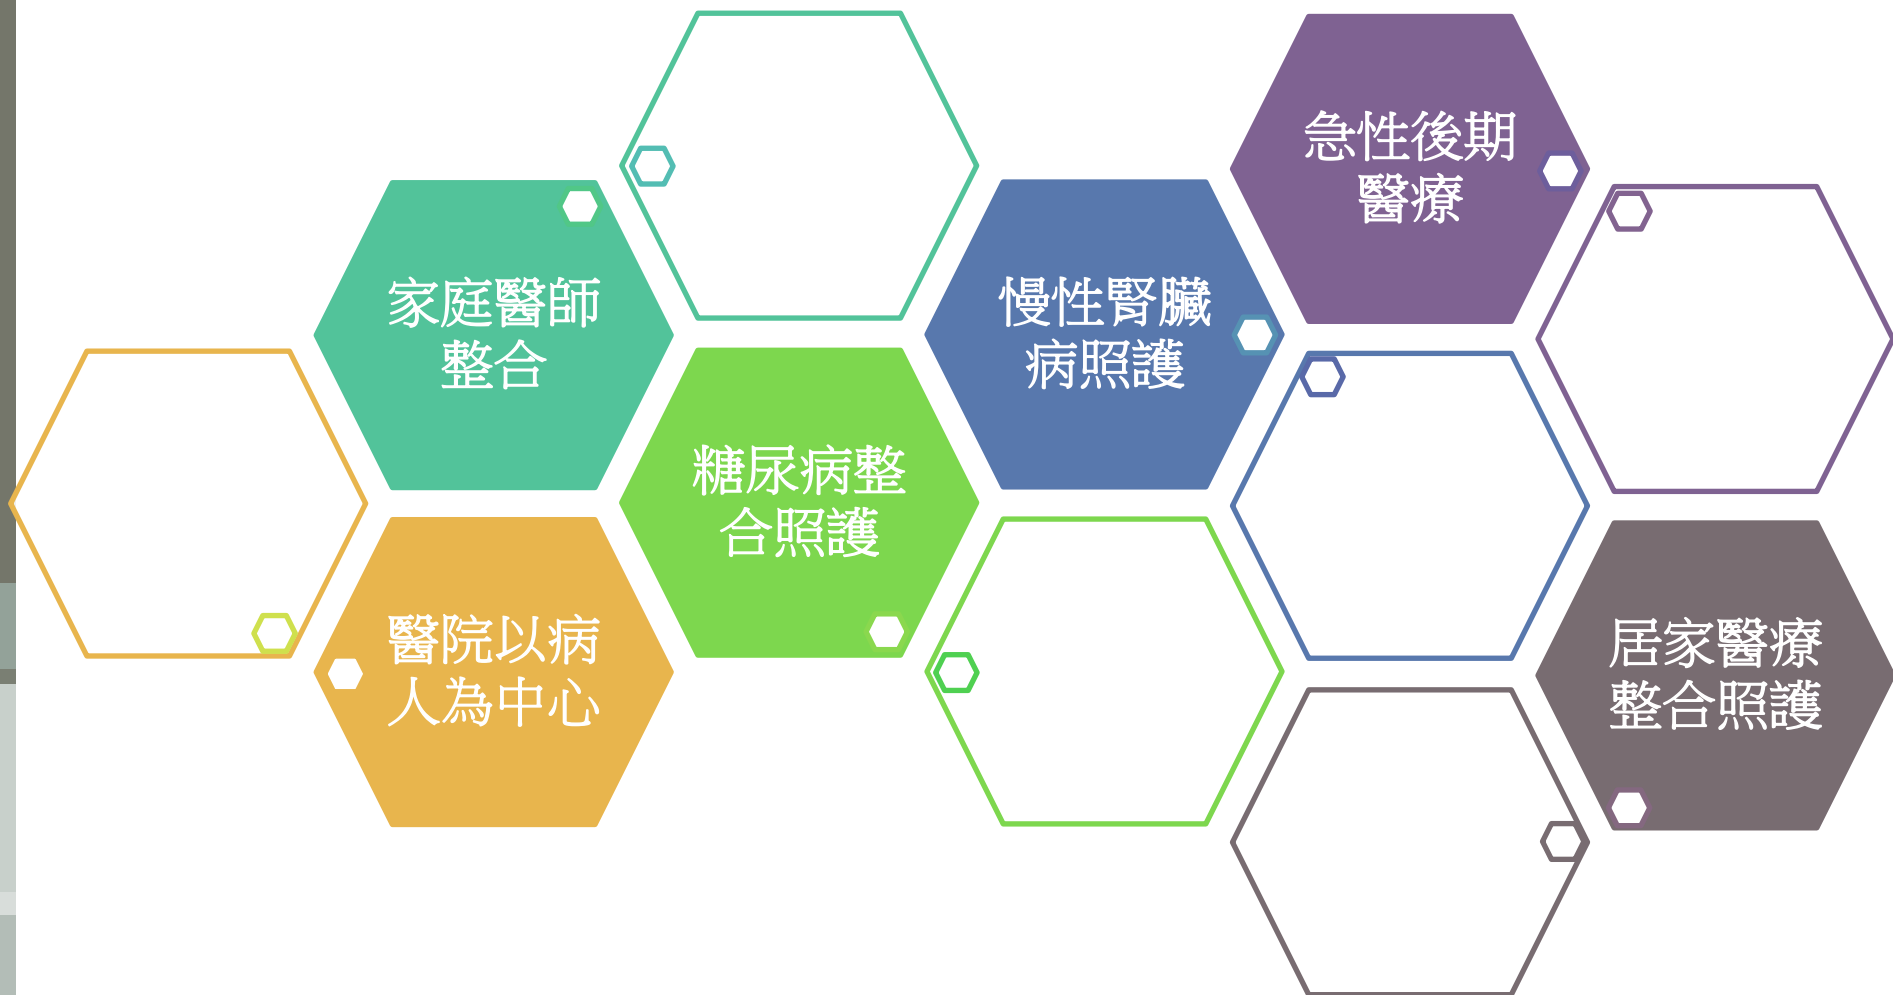 急性後期
醫療
家庭醫師
整合
慢性腎臟
病照護
糖尿病整
合照護
醫院以病
人為中心
居家醫療
整合照護